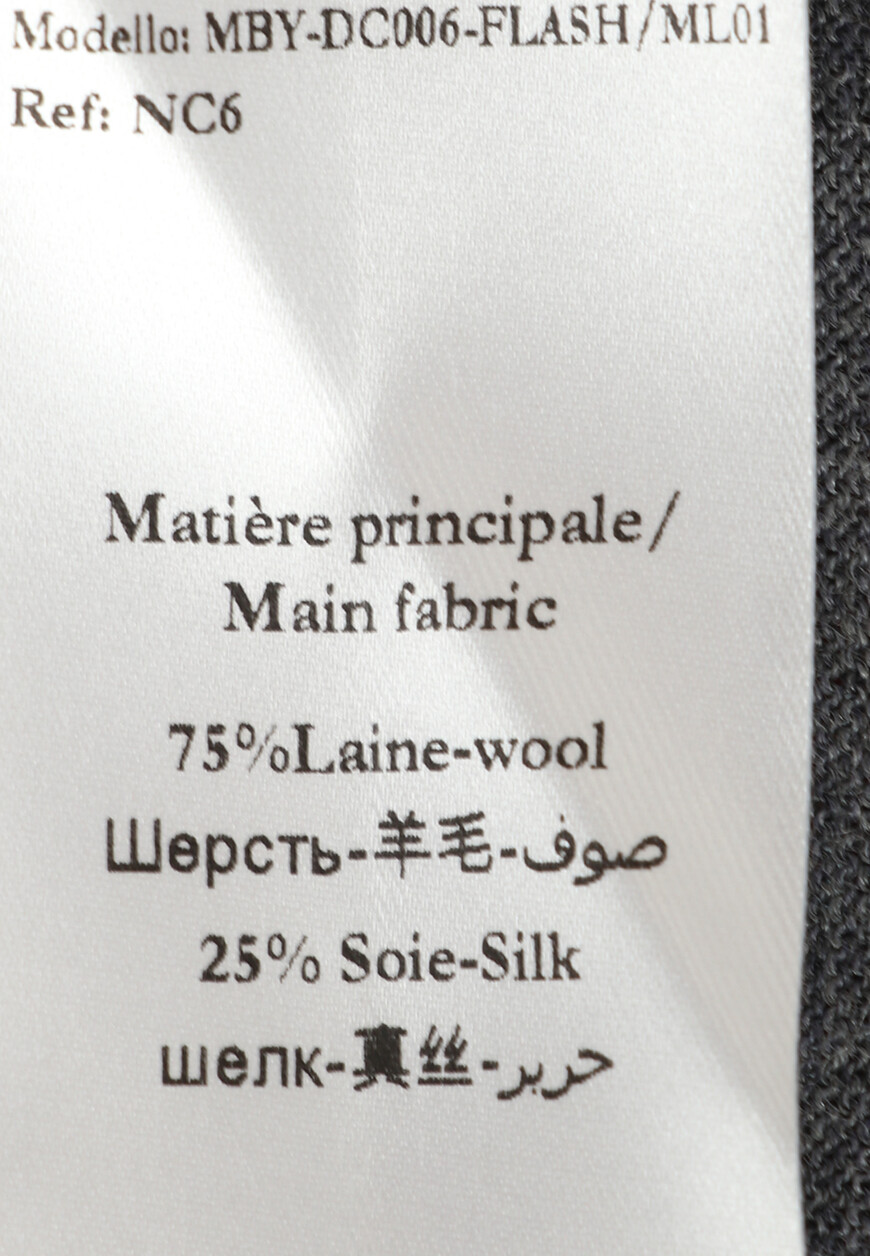 Modello: MBY-DC006-FLASH/ML01
Ref: NC6
Matière principale/
Main fabric
75%Laine-wool
Шерсть-羊毛-صوف
25% Soie-Silk
шелк-真丝-حرير